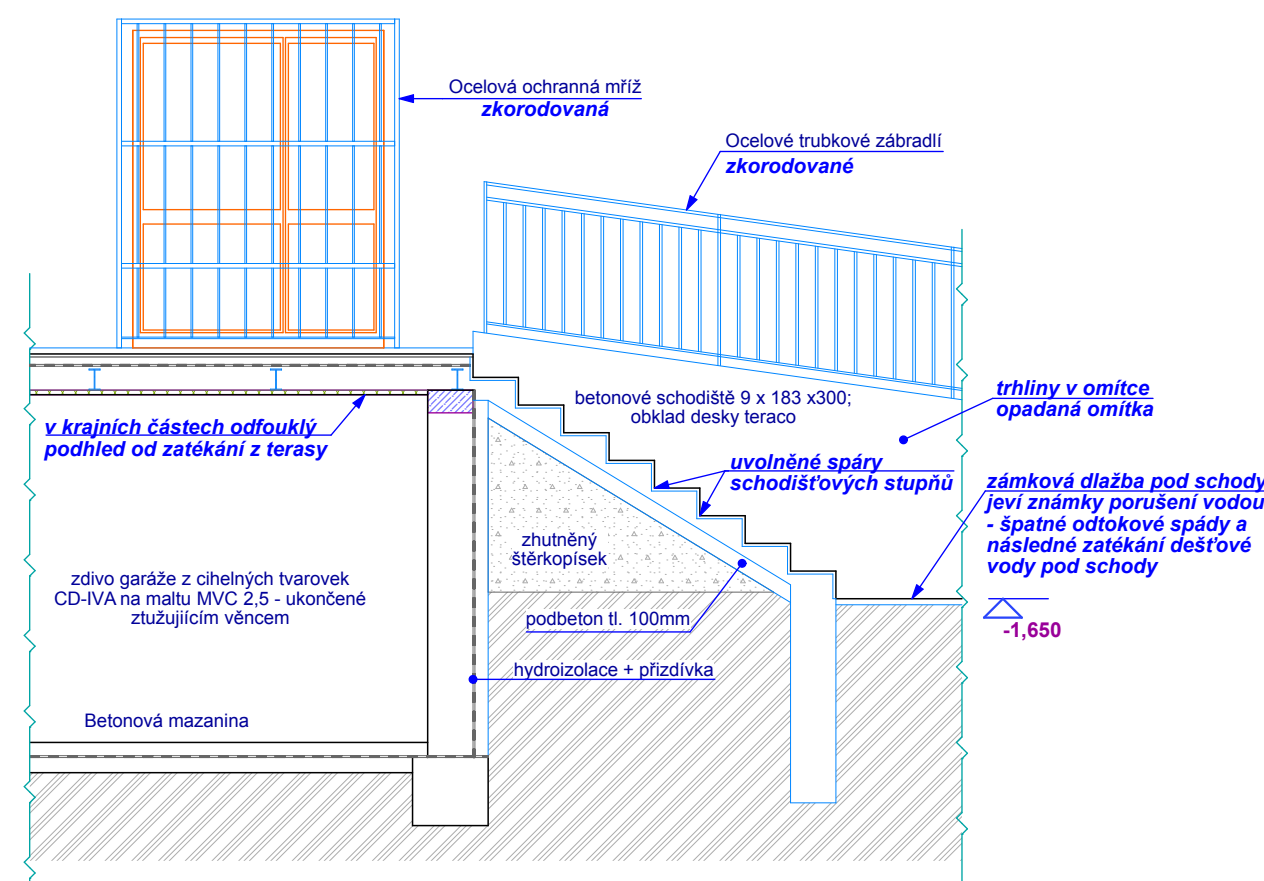 Ocelová ochranná mříž
zkorodovaná
Ocelové trubkové zábradlí
zkorodované
betonové schodiště 9 x 183 x300;
obklad desky teraco
trhliny v omítce
opadaná omítka
v krajních částech odfouklý
podhled od zatékání z terasy
uvolněné spáry
schodišťových stupňů
zámková dlažba pod schody
jeví známky porušení vodou
- špatné odtokové spády a
následné zatékání dešťové
vody pod schody
zhutněný
štěrkopísek
zdivo garáže z cihelných tvarovek
CD-IVA na maltu MVC 2,5 - ukončené
ztužujiícím věncem
podbeton tl. 100mm
-1,650
hydroizolace + přizdívka
Betonová mazanina